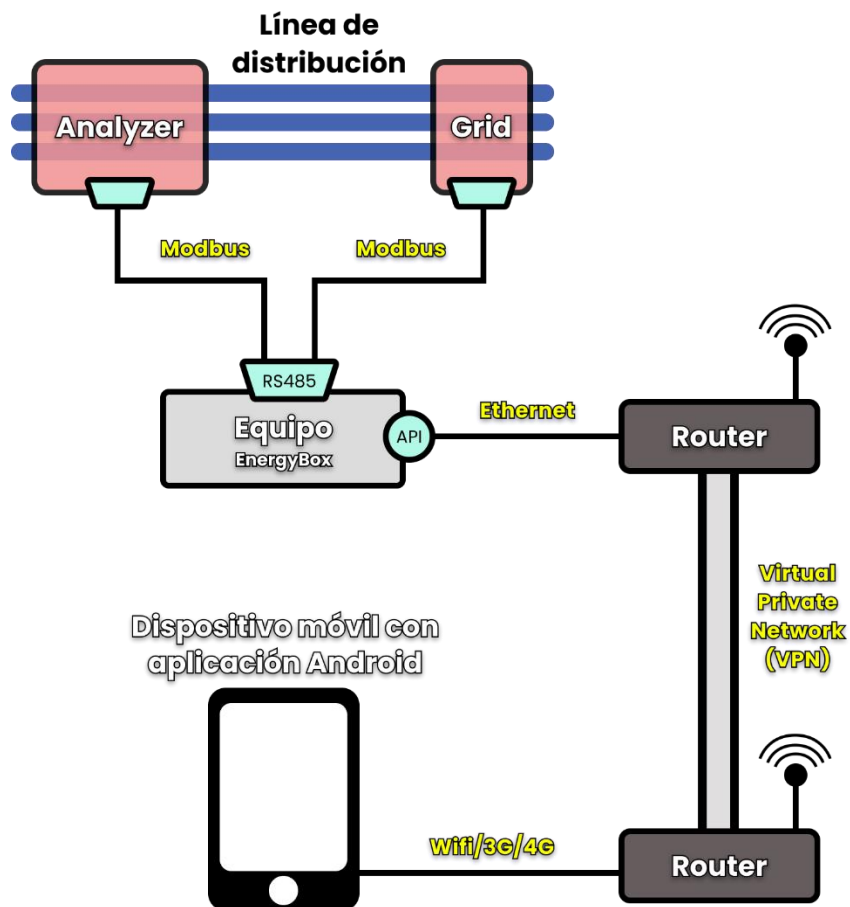 Línea de
distribución
Analyzer
Grid
Modbus
Modbus
RS485
Equipo
EnergyBox
API
Ethernet
Router
Virtual
Private
Network
(VPN)
Dispositivo móvil con
aplicación Android
Wifi/3G/4G
Router